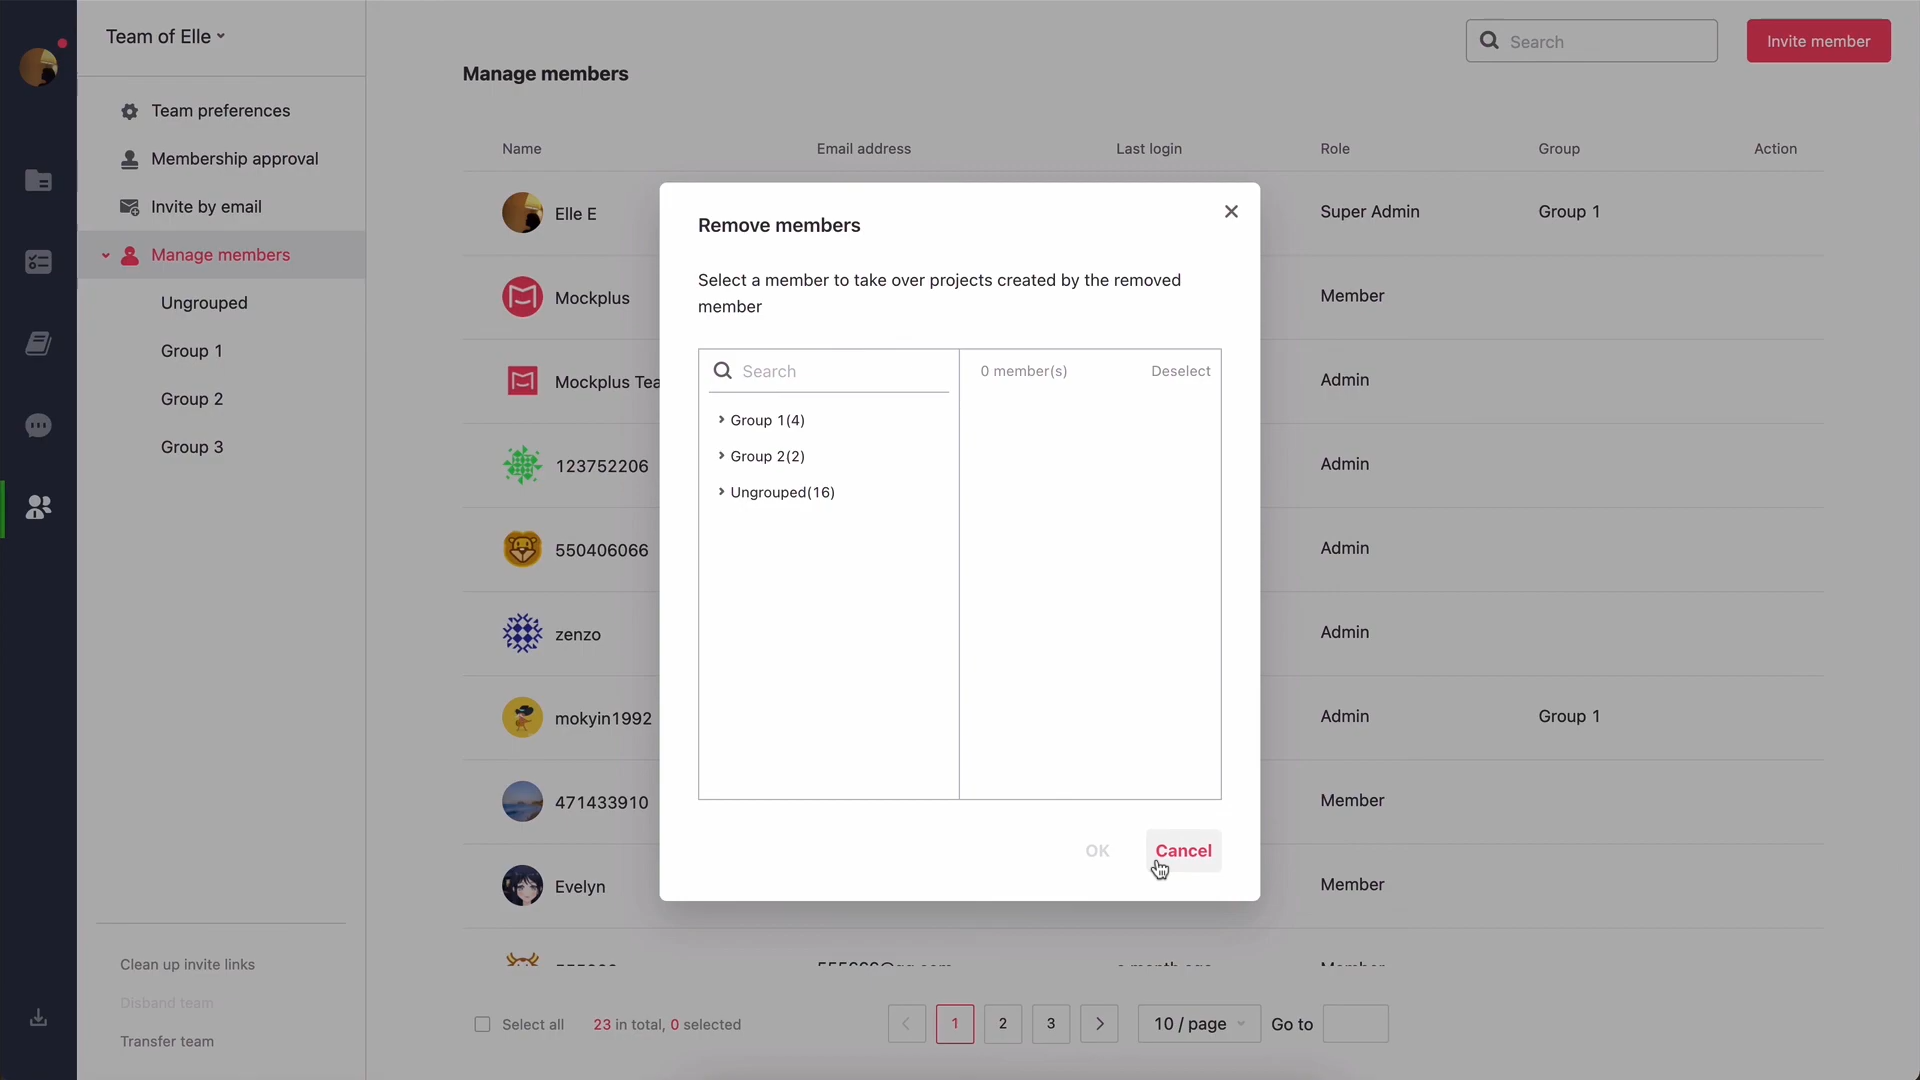 Team of Elle
Team preferences
Membership approval
Invite by email
Manage members
Ungrouped
Group 1
Group 2
Group 3
Clean up invite links
Disband team
Transfer team
Manage members
Search
Invite member
Name Email address Last login Role Group Action
Elle E Super Admin Group 1
Mockplus Member
Mockplus Tea Admin
123752206 Admin
550406066 Admin
zenzo Admin
mokyin1992 Admin Group 1
471433910 Member
Evelyn Member
Remove members
Select a member to take over projects created by the removed
member
Search
0 member(s) Deselect
Group 1(4)
Group 2(2)
Ungrouped(16)
OK Cancel
Select all 23 in total, 0 selected
1 2 3 10 / page Go to